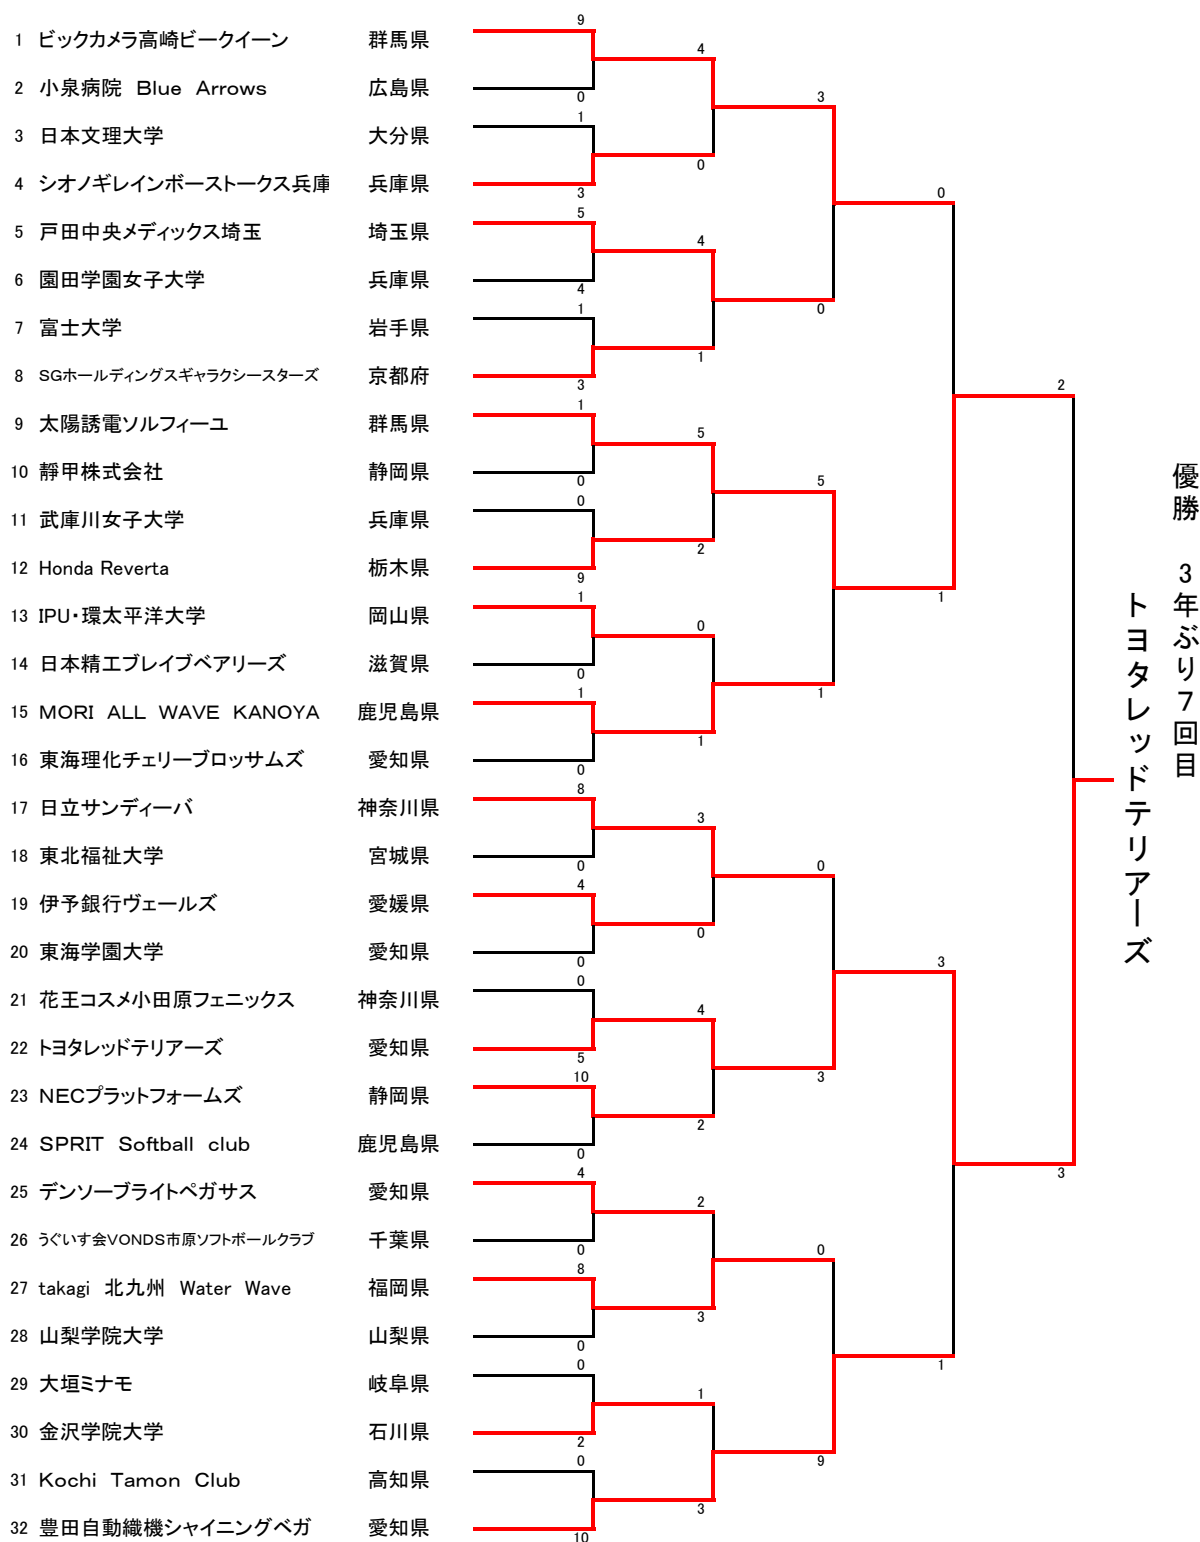 1 ビックカメラ高崎ビークイーン 群馬県
2 小泉病院 Blue Arrows 広島県
3 日本文理大学 大分県
4 シオノギレインボーストークス兵庫 兵庫県
5 戸田中央メディックス埼玉 埼玉県
6 園田学園女子大学 兵庫県
7 富士大学 岩手県
8 SGホールディングスギャラクシースターズ 京都府
9 太陽誘電ソルフィーユ 群馬県
10 靜甲株式会社 静岡県
11 武庫川女子大学 兵庫県
12 Honda Reverta 栃木県
13 IPU・環太平洋大学 岡山県
14 日本精工ブレイブベアリーズ 滋賀県
15 MORI ALL WAVE KANOYA 鹿児島県
16 東海理化チェリーブロッサムズ 愛知県
17 日立サンディーバ 神奈川県
18 東北福祉大学 宮城県
19 伊予銀行ヴェールズ 愛媛県
20 東海学園大学 愛知県
21 花王コスメ小田原フェニックス 神奈川県
22 トヨタレッドテリアーズ 愛知県
23 NECプラットフォームズ 静岡県
24 SPRIT Softball club 鹿児島県
25 デンソーブライトペガサス 愛知県
26 うぐいす会VONDS市原ソフトボールクラブ 千葉県
27 takagi 北九州 Water Wave 福岡県
28 山梨学院大学 山梨県
29 大垣ミナモ 岐阜県
30 金沢学院大学 石川県
31 Kochi Tamon Club 高知県
32 豊田自動織機シャイニングベガ 愛知県
9
0
1
3
5
4
1
3
1
0
0
9
1
0
1
0
8
0
4
0
0
5
10
0
4
0
8
0
0
2
0
10
4
0
4
1
5
2
0
1
3
0
4
2
2
3
1
3
3
0
5
1
0
3
0
9
0
1
3
1
2
3
優勝 3年ぶり7回目
トヨタレッドテリアーズ